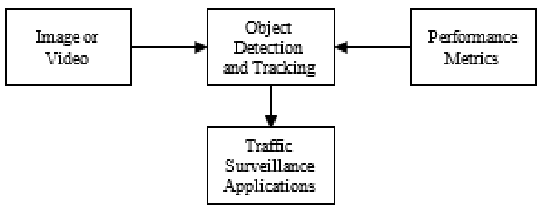 Image or
Video
Object
Detection
and Tracking
Performance
Metrics
Traffic
Surveillance
Applications